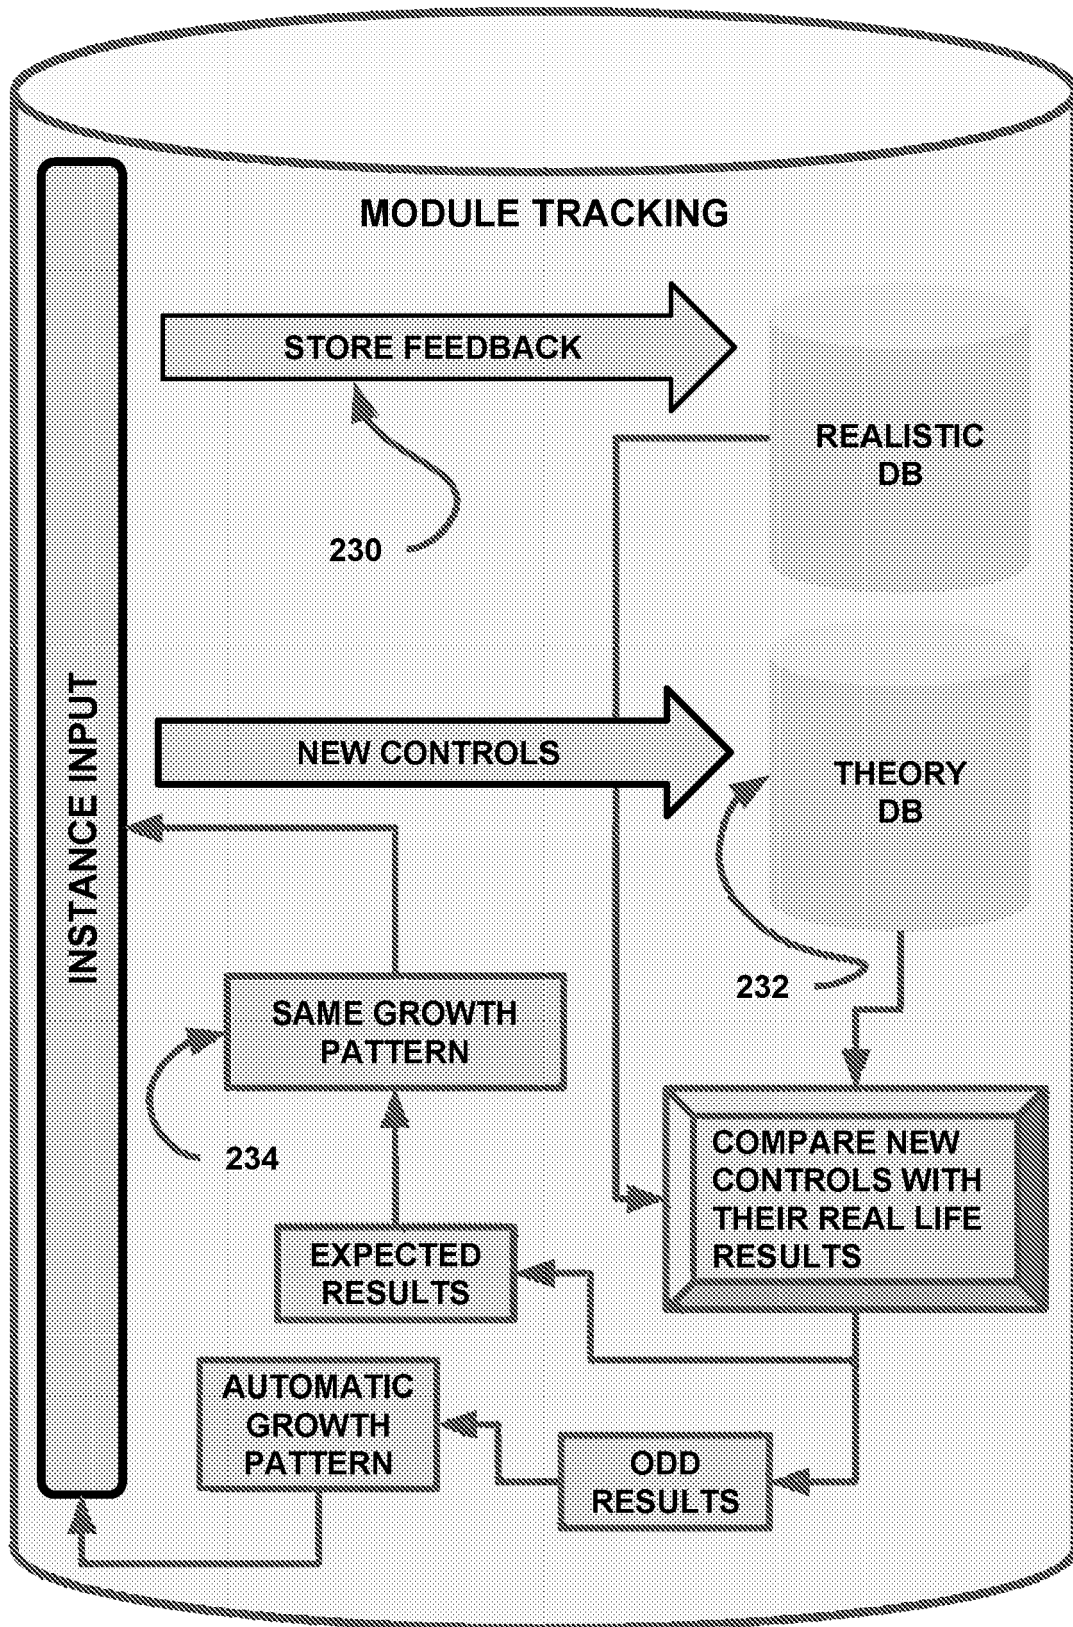 MODULE TRACKING
STORE FEEDBACK
REALISTIC
DB
230
INSTANCE INPUT
NEW CONTROLS
THEORY
DB
232
SAME GROWTH
PATTERN
234
COMPARE NEW
CONTROLS WITH
THEIR REAL LIFE
RESULTS
EXPECTED
RESULTS
AUTOMATIC
GROWTH
PATTERN
ODD
RESULTS